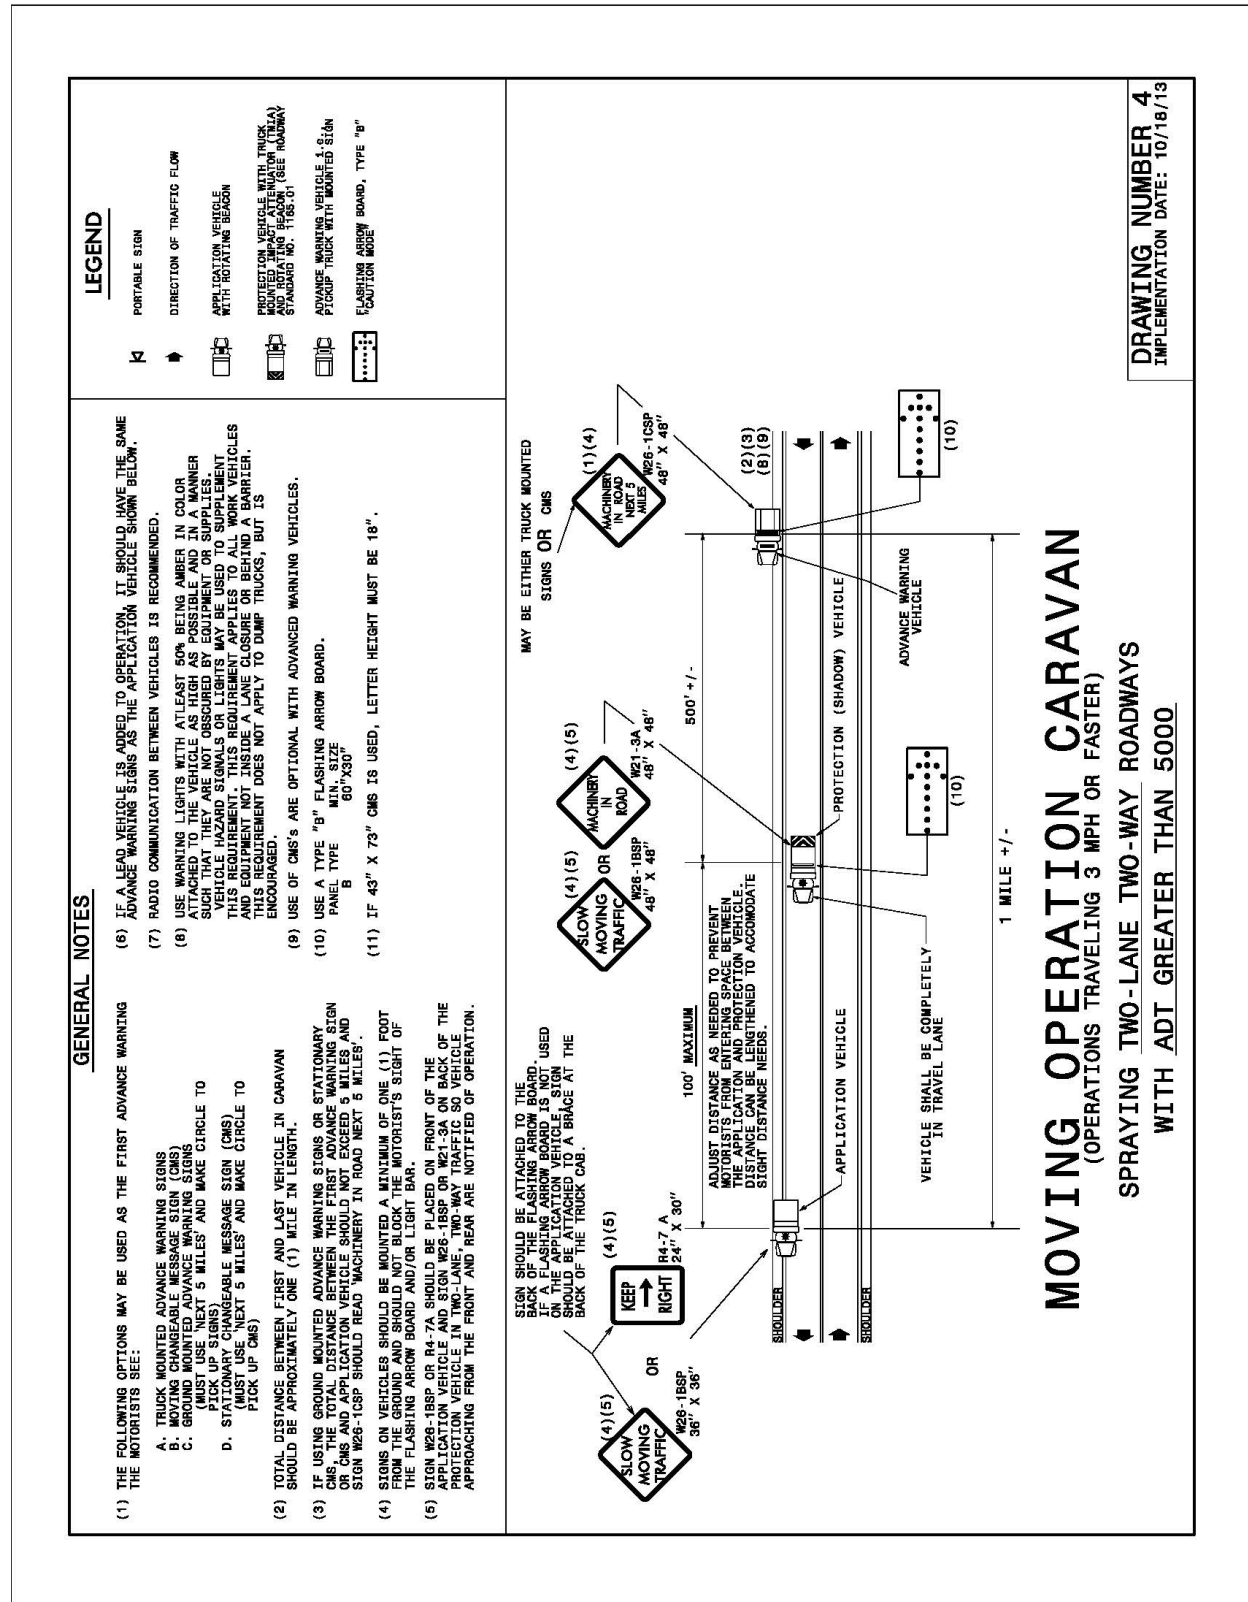 GENERAL NOTES
(1) THE FOLLOWING OPTIONS MAY BE USED AS THE FIRST ADVANCE WARNING
THE MOTORISTS SEE:
A. TRUCK MOUNTED ADVANCE WARNING SIGNS
B. MOVING CHANGEABLE MESSAGE SIGN (CMS)
C. GROUND MOUNTED ADVANCE WARNING SIGNS
(MUST USE 'NEXT 5 MILES' AND MAKE CIRCLE TO
PICK UP SIGNS)
D. STATIONARY CHANGEABLE MESSAGE SIGN (CMS)
(MUST USE 'NEXT 5 MILES' AND MAKE CIRCLE TO
PICK UP CMS)
(2) TOTAL DISTANCE BETWEEN FIRST AND LAST VEHICLE IN CARAVAN
SHOULD BE APPROXIMATELY ONE (1) MILE IN LENGTH.
(3) IF USING GROUND MOUNTED ADVANCE WARNING SIGNS OR STATIONARY
CMS, THE TOTAL DISTANCE BETWEEN THE FIRST ADVANCE WARNING SIGN
OR CMS AND APPLICATION VEHICLE SHOULD NOT EXCEED 5 MILES AND
SIGN W26-1CSP SHOULD READ 'MACHINERY IN ROAD NEXT 5 MILES'.
(4) SIGNS ON VEHICLES SHOULD BE MOUNTED A MINIMUM OF ONE (1) FOOT
FROM THE GROUND AND SHOULD NOT BLOCK THE MOTORIST'S SIGHT OF
THE FLASHING ARROW BOARD AND/OR LIGHT BAR.
(5) SIGN W26-1BSP OR R4-7A SHOULD BE PLACED ON FRONT OF THE
APPLICATION VEHICLE AND SIGN W26-1BSP OR W21-3A ON BACK OF THE
PROTECTION VEHICLE IN TWO-LANE, TWO-WAY TRAFFIC SO VEHICLE
APPROACHING FROM THE FRONT AND REAR ARE NOTIFIED OF OPERATION.
(6) IF A LEAD VEHICLE IS ADDED TO OPERATION, IT SHOULD HAVE THE SAME
ADVANCE WARNING SIGNS AS THE APPLICATION VEHICLE SHOWN BELOW.
(7) RADIO COMMUNICATION BETWEEN VEHICLES IS RECOMMENDED.
(8) USE WARNING LIGHTS WITH ATLEAST 50% BEING AMBER IN COLOR
ATTACHED TO THE VEHICLE AS HIGH AS POSSIBLE AND IN A MANNER
SUCH THAT THEY ARE NOT OBSCURED BY EQUIPMENT OR SUPPLIES.
VEHICLE HAZARD SIGNALS OR LIGHTS MAY BE USED TO SUPPLEMENT
THIS REQUIREMENT. THIS REQUIREMENT APPLIES TO ALL WORK VEHICLES
AND EQUIPMENT NOT INSIDE A LANE CLOSURE OR BEHIND A BARRIER.
THIS REQUIREMENT DOES NOT APPLY TO DUMP TRUCKS, BUT IS
ENCOURAGED.
(9) USE OF CMS's ARE OPTIONAL WITH ADVANCED WARNING VEHICLES.
(10) USE A TYPE "B" FLASHING ARROW BOARD.
PANEL TYPE MIN. SIZE
B 60"X30"
(11) IF 43" X 73" CMS IS USED, LETTER HEIGHT MUST BE 18".
LEGEND
PORTABLE SIGN
DIRECTION OF TRAFFIC FLOW
APPLICATION VEHICLE
WITH ROTATING BEACON
PROTECTION VEHICLE WITH TRUCK
MOUNTED IMPACT ATTENUATOR (TMIA)
AND ROTATING BEACON (SEE ROADWAY
STANDARD NO. 1165.01
ADVANCE WARNING VEHICLE i.e.,
PICKUP TRUCK WITH MOUNTED SIGN
FLASHING ARROW BOARD, TYPE "B"
"CAUTION MODE"
SIGN SHOULD BE ATTACHED TO THE
BACK OF THE FLASHING ARROW BOARD.
IF A FLASHING ARROW BOARD IS NOT USED
ON THE APPLICATION VEHICLE, SIGN
SHOULD BE ATTACHED TO A BRACE AT THE
BACK OF THE TRUCK CAB.
(4)(5)
SLOW
MOVING
TRAFFIC
W26-1BSP
36" X 36"
OR
(4)(5)
KEEP
RIGHT
R4-7 A
24" X 30"
(4)(5)
SLOW
MOVING
TRAFFIC
W26-1BSP
48" X 48"
OR
(4)(5)
MACHINERY
IN
ROAD
W21-3A
48" X 48"
MAY BE EITHER TRUCK MOUNTED
SIGNS OR CMS
(1)(4)
MACHINERY
IN ROAD
NEXT 5
MILES
W26-1CSP
48" X 48"
100' MAXIMUM
ADJUST DISTANCE AS NEEDED TO PREVENT
MOTORISTS FROM ENTERING SPACE BETWEEN
THE APPLICATION AND PROTECTION VEHICLE.
DISTANCE CAN BE LENGTHENED TO ACCOMODATE
SIGHT DISTANCE NEEDS.
500' +/-
(2)(3)
(8)(9)
SHOULDER
SHOULDER
APPLICATION VEHICLE
VEHICLE SHALL BE COMPLETELY
IN TRAVEL LANE
PROTECTION (SHADOW) VEHICLE
(10)
ADVANCE WARNING
VEHICLE
(10)
1 MILE +/-
MOVING OPERATION CARAVAN
(OPERATIONS TRAVELING 3 MPH OR FASTER)
SPRAYING TWO-LANE TWO-WAY ROADWAYS
WITH ADT GREATER THAN 5000
DRAWING NUMBER 4
IMPLEMENTATION DATE: 10/18/13